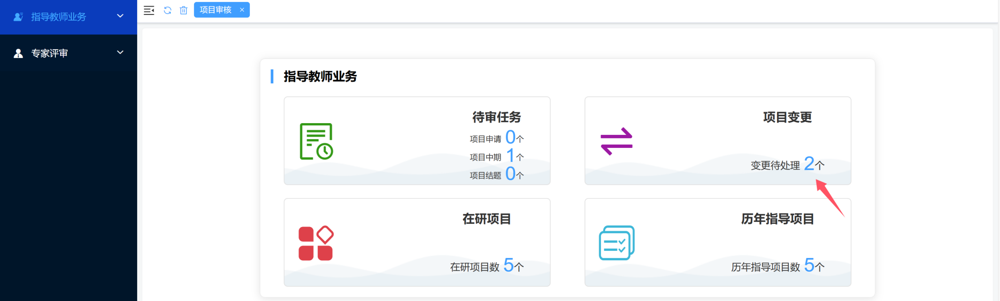 指导教师业务
专家评审
项目审核 ×
指导教师业务
待审任务
项目申请 0个
项目中期 1个
项目结题 0个
项目变更
变更待处理 2个
在研项目
在研项目数 5个
历年指导项目
历年指导项目数 5个